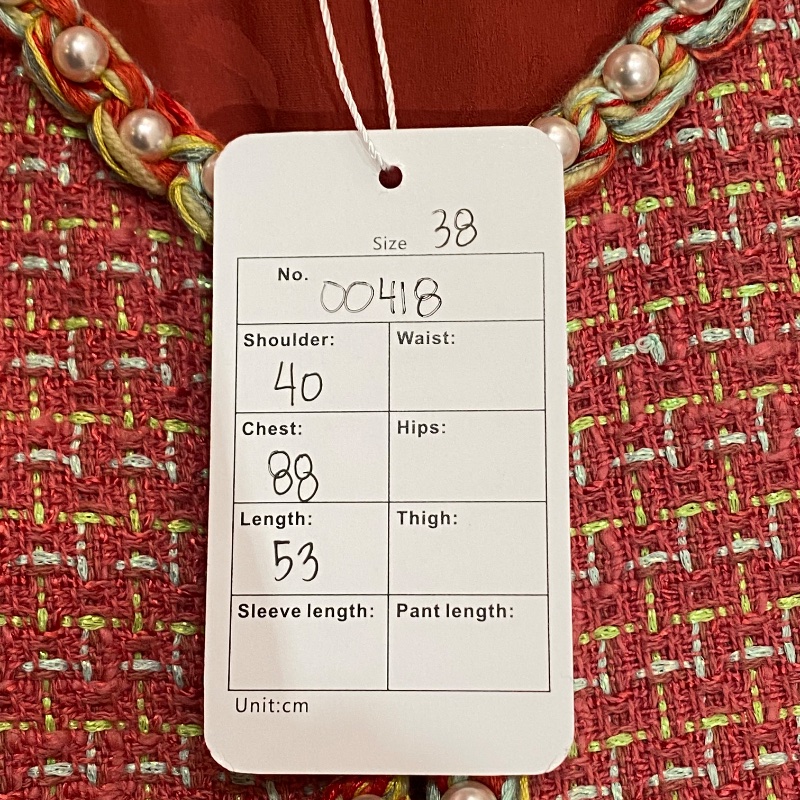 Size 38
No. 00418
Shoulder: Waist:
40
Chest: Hips:
88
Length: Thigh:
53
Sleeve length: Pant length:
Unit:cm